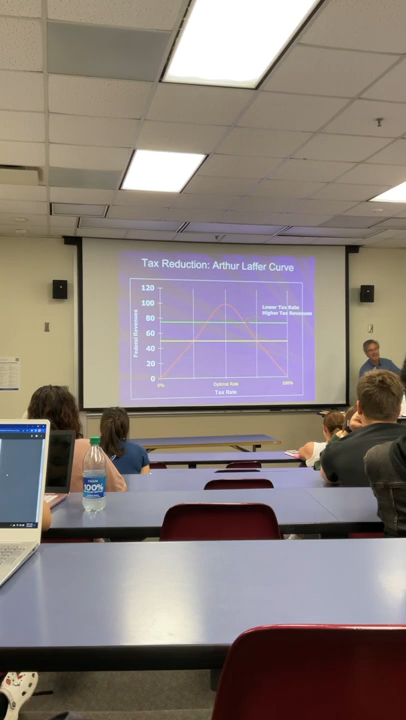 Tax Reduction: Arthur Laffer Curve
120
100
80
60
40
20
0
Federal Revenues
Lower Tax Rate
Higher Tax Revenues
0%
Optimal Rate
100%
Tax Rate
100%